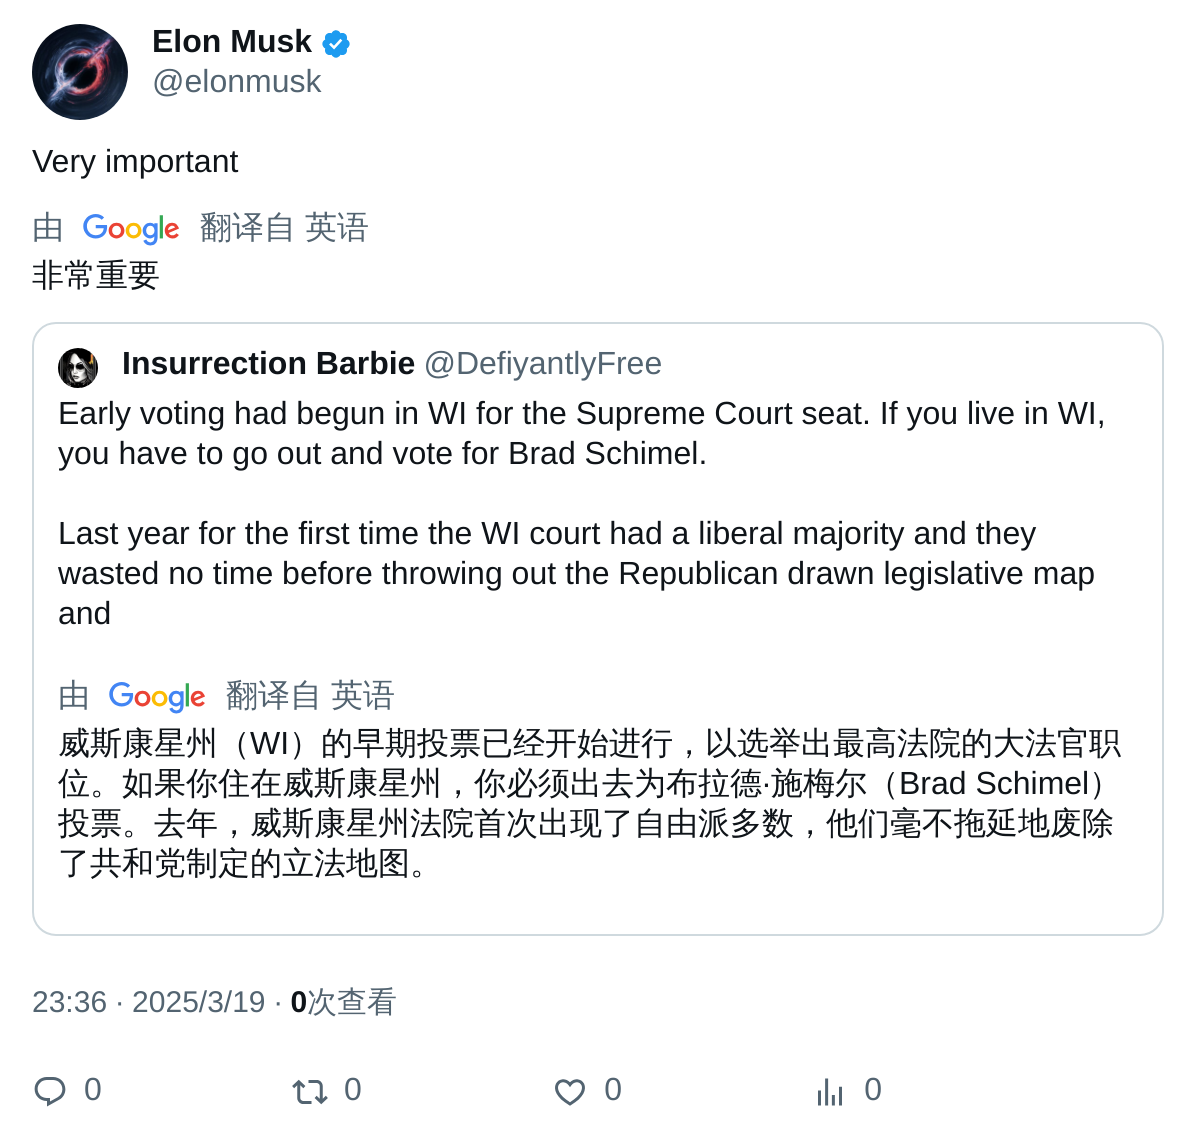 Elon Musk
@elonmusk
Very important
由 Google 翻译自 英语
非常重要
Insurrection Barbie @DefiyantlyFree
Early voting had begun in WI for the Supreme Court seat. If you live in WI,
you have to go out and vote for Brad Schimel.
Last year for the first time the WI court had a liberal majority and they
wasted no time before throwing out the Republican drawn legislative map
and
由 Google 翻译自 英语
威斯康星州（WI）的早期投票已经开始进行，以选举出最高法院的大法官职
位。如果你住在威斯康星州，你必须出去为布拉德·施梅尔（Brad Schimel）
投票。去年，威斯康星州法院首次出现了自由派多数，他们毫不拖延地废除
了共和党制定的立法地图。
23:36 · 2025/3/19 · 0次查看
0 0 0 0